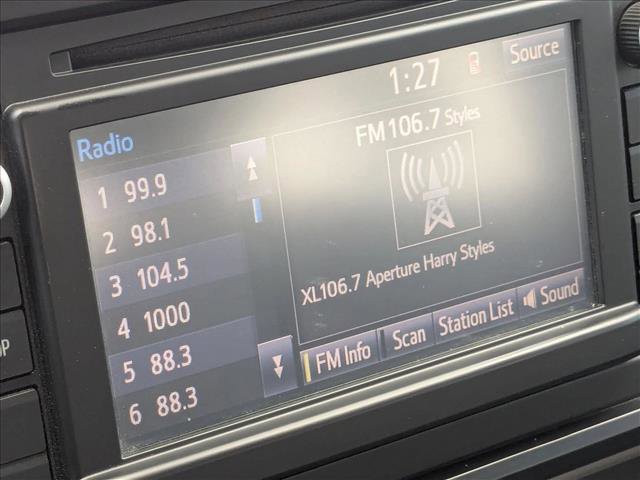 1:27
Source
Radio
FM 106.7 Styles
1 99.9
2 98.1
3 104.5
4 1000
5 88.3
6 88.3
XL106.7 Aperture Harry Styles
FM Info
Scan
Station List
Sound